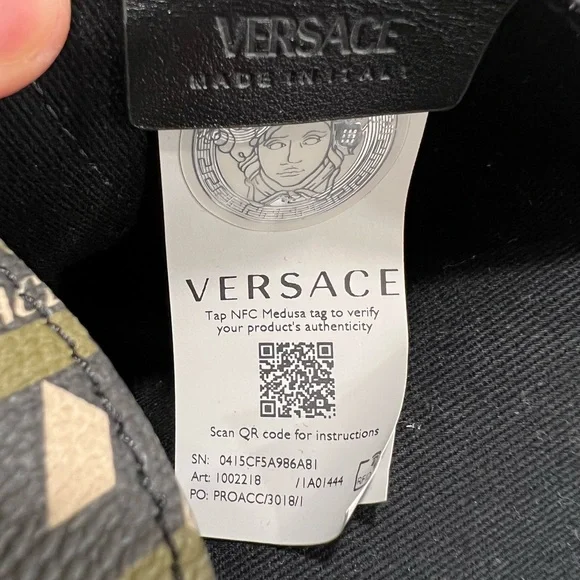 VERSACE
MADE IN ITALY
VERSACE
Tap NFC Medusa tag to verify
your product's authenticity
Scan QR code for instructions
SN: 0415CF5A986A81
Art: 1002218 /1A01444
PO: PROACC/3018/1